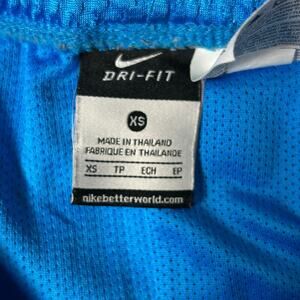 DRI-FIT
XS
MADE IN THAILAND
FABRIQUE EN THAILANDE
XS TP ECH EP
nikebetterworld.com